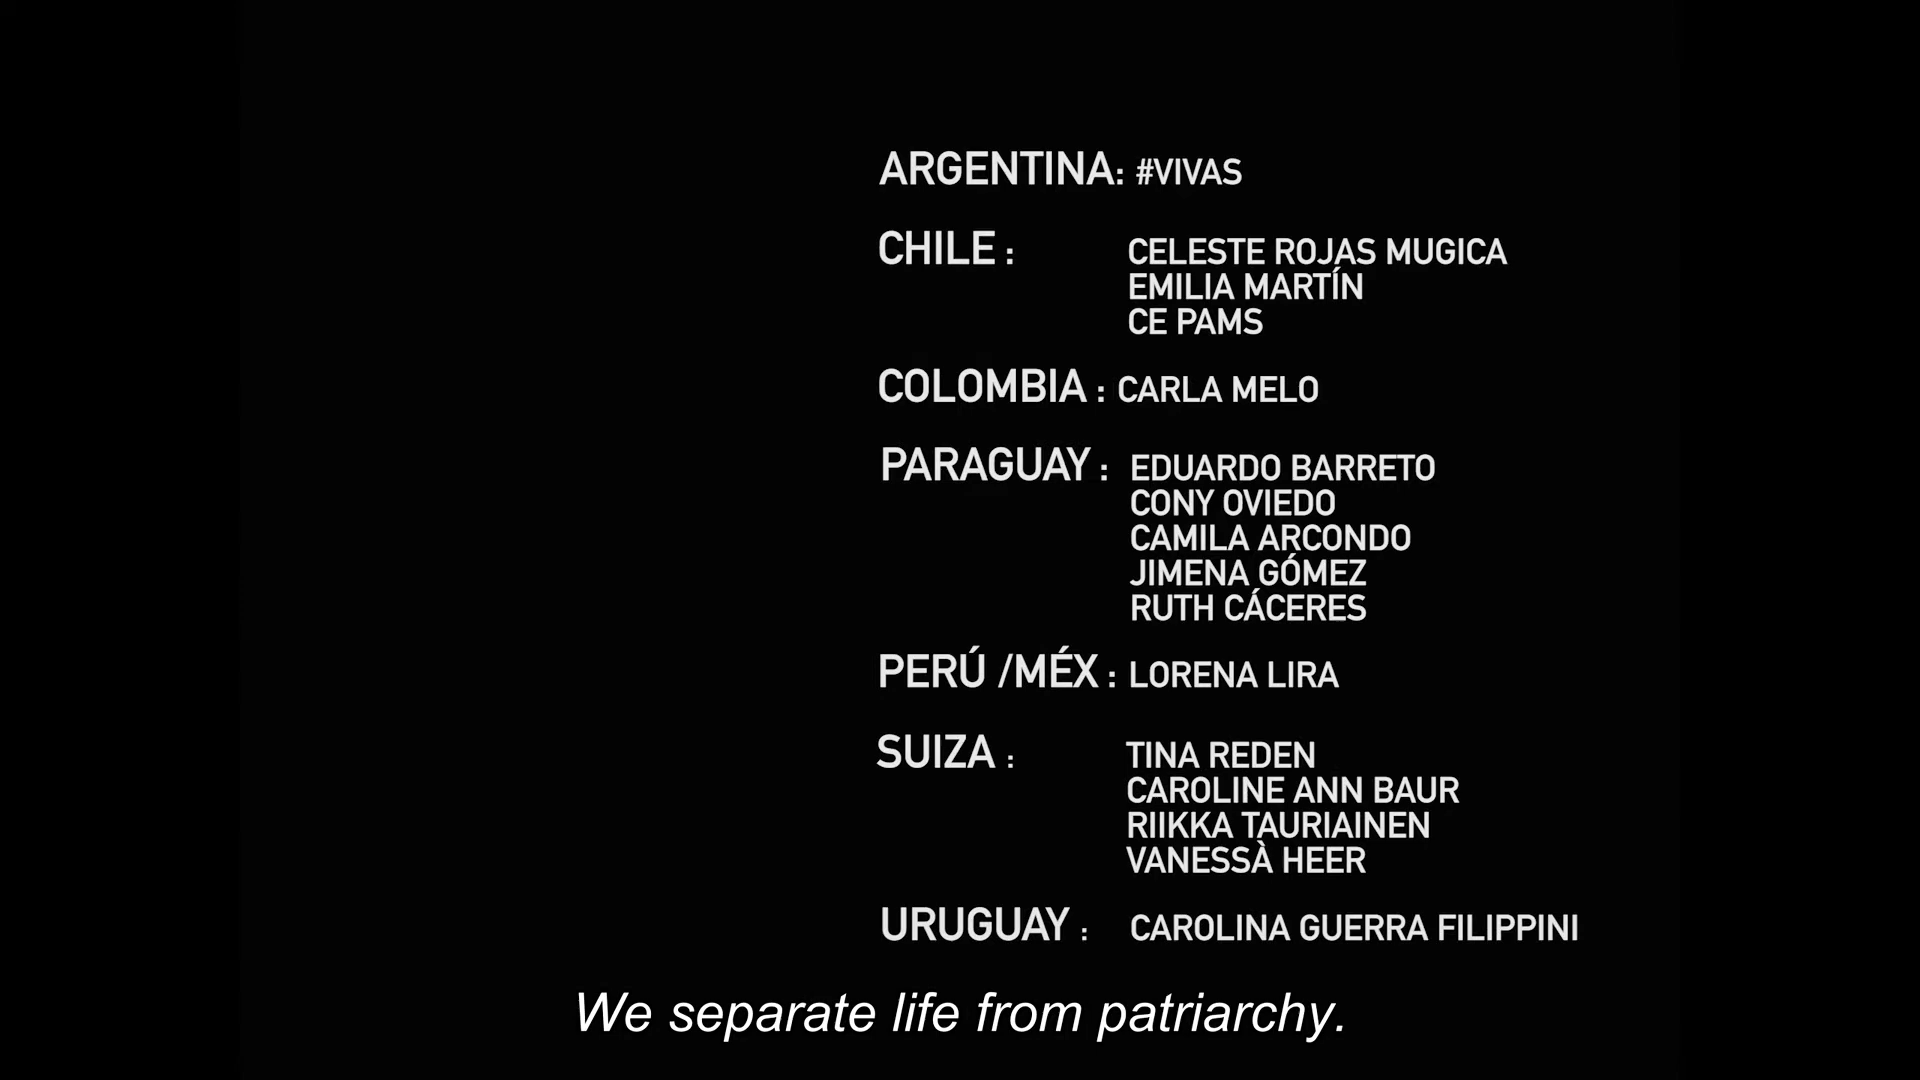 ARGENTINA: #VIVAS
CHILE : CELESTE ROJAS MUGICA
EMILIA MARTÍN
CE PAMS
COLOMBIA : CARLA MELO
PARAGUAY : EDUARDO BARRETO
CONY OVIEDO
CAMILA ARCONDO
JIMENA GÓMEZ
RUTH CÁCERES
PERÚ /MÉX : LORENA LIRA
SUIZA : TINA REDEN
CAROLINE ANN BAUR
RIIKKA TAURIAINEN
VANESSÀ HEER
URUGUAY : CAROLINA GUERRA FILIPPINI
We separate life from patriarchy.